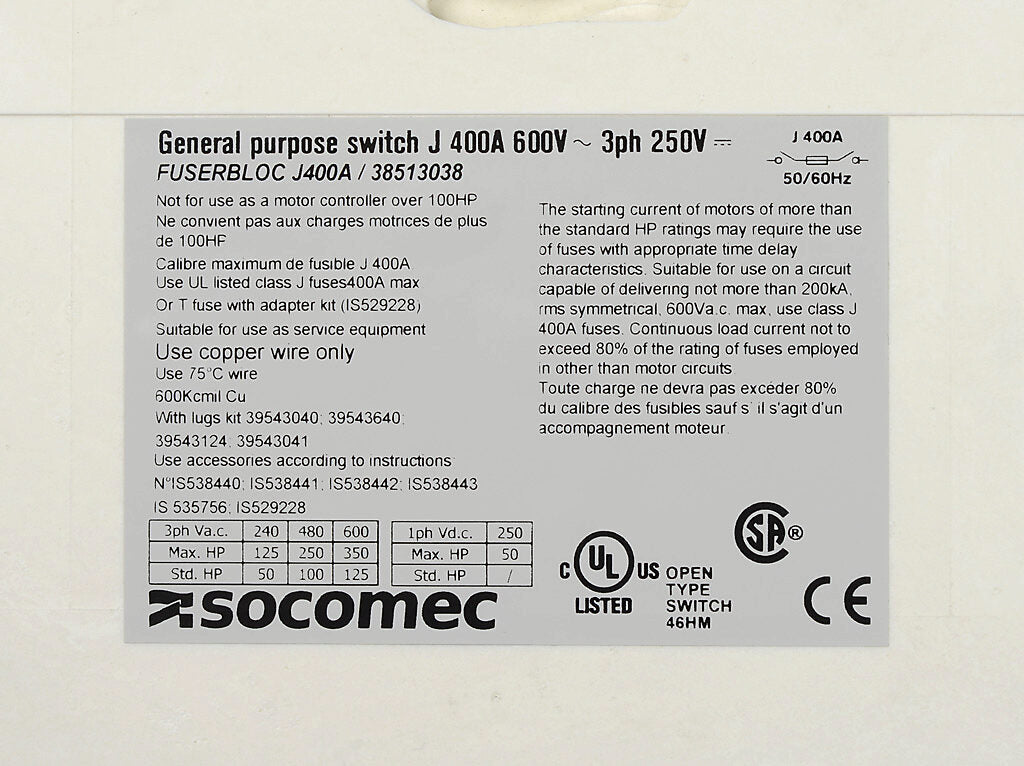 General purpose switch J 400A 600V ~ 3ph 250V ⎓
FUSERBLOC J400A / 38513038
J 400A
50/60Hz
Not for use as a motor controller over 100HP
Ne convient pas aux charges motrices de plus
de 100HP
Calibre maximum de fusible J 400A
Use UL listed class J fuses400A max
Or T fuse with adapter kit (IS529228)
Suitable for use as service equipment
Use copper wire only
Use 75°C wire
600Kcmil Cu
With lugs kit 39543040; 39543640;
39543124; 39543041
Use accessories according to instructions
N°IS538440; IS538441; IS538442; IS538443
IS 535756; IS529228
The starting current of motors of more than
the standard HP ratings may require the use
of fuses with appropriate time delay
characteristics. Suitable for use on a circuit
capable of delivering not more than 200kA,
rms symmetrical, 600Va.c. max, use class J
400A fuses. Continuous load current not to
exceed 80% of the rating of fuses employed
in other than motor circuits
Toute charge ne devra pas excéder 80%
du calibre des fusibles sauf s' il s'agit d'un
accompagnement moteur
3ph Va.c. 240 480 600
Max. HP 125 250 350
Std. HP 50 100 125
1ph Vd.c. 250
Max. HP 50
Std. HP /
socomec
C UL US
LISTED
OPEN
TYPE
SWITCH
46HM
SA ®
CE